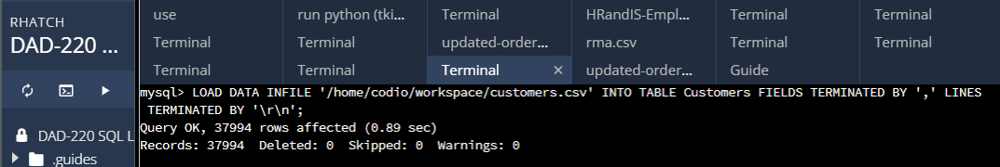 RHATCH
DAD-220 ...
DAD-220 SQL L
.guides
use
run python (tki...
Terminal
HRandIS-Empl...
Terminal
Terminal
Terminal
Terminal
updated-order...
rma.csv
Terminal
Terminal
Terminal
Terminal
Terminal ×
updated-order...
Guide
mysql> LOAD DATA INFILE '/home/codio/workspace/customers.csv' INTO TABLE Customers FIELDS TERMINATED BY ',' LINES
TERMINATED BY '\r\n';
Query OK, 37994 rows affected (0.89 sec)
Records: 37994  Deleted: 0  Skipped: 0  Warnings: 0